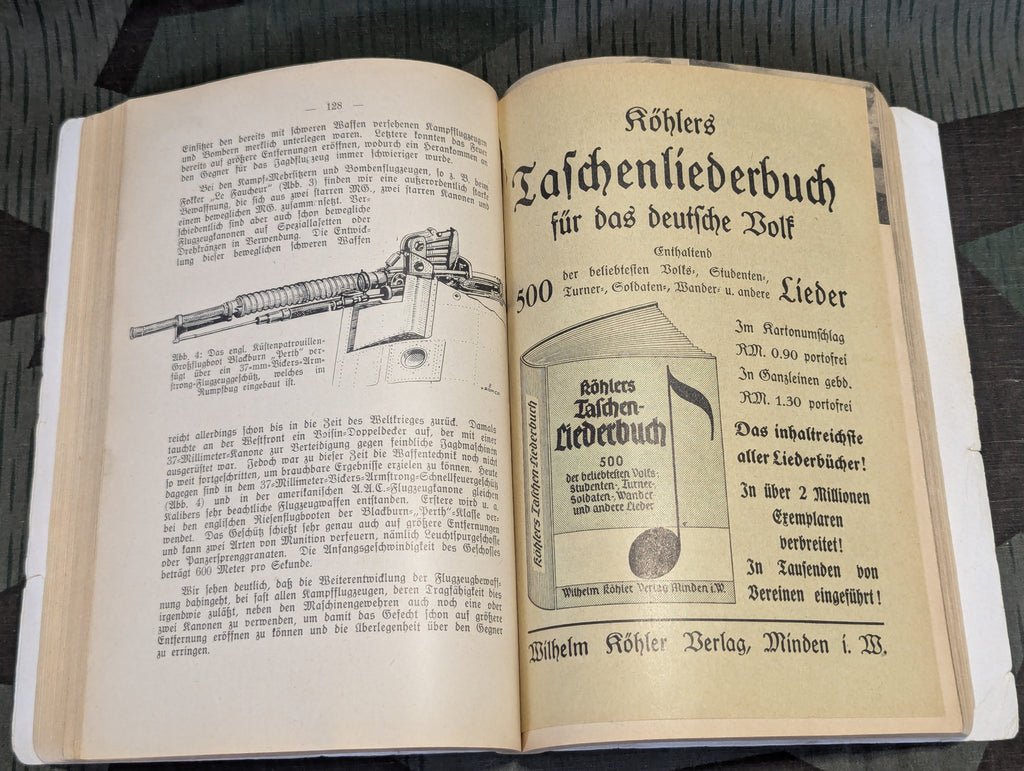 — 128 —
Einsitzer den bereits mit schweren Waffen versehenen Kampfflugzeugen
und Bombern merklich unterlegen waren. Letztere konnten das Feuer
bereits auf größere Entfernungen eröffnen, wodurch ein Herankommen an
den Gegner für das Jagdflugzeug immer schwieriger wurde.
Bei den Kampf-Mehrsitzern und Bombenflugzeugen, so z. B. beim
Fokker „Le Faucheur“ (Abb. 3) finden wir eine außerordentlich starke
Bewaffnung, die sich aus zwei starren MG., zwei starren Kanonen und
einem beweglichen MG. zusammensetzt. Ver-
schiedentlich sind aber auch schon bewegliche
Flugzeugkanonen auf Speziallafetten oder
Drehkränzen in Verwendung. Die Entwick-
lung dieser beweglichen schweren Waffen
Abb. 4: Das engl. Küstenpatrouillen-
Großflugboot Blackburn „Perth“ ver-
fügt über ein 37-mm-Vickers-Arm-
strong-Flugzeuggeschütz, welches im
Rumpfbug eingebaut ist.
reicht allerdings schon bis in die Zeit des Weltkrieges zurück. Damals
tauchte an der Westfront ein Voisin-Doppeldecker auf, der mit einer
37-Millimeter-Kanone zur Verteidigung gegen feindliche Jagdmaschinen
ausgerüstet war. Jedoch war zu dieser Zeit die Waffentechnik noch nicht
so weit fortgeschritten, um brauchbare Ergebnisse erzielen zu können. Heute
dagegen sind in dem 37-Millimeter-Vickers-Armstrong-Schnellfeuergeschütz
(Abb. 4) und in der amerikanischen A.A.C.-Flugzeugkanone gleichen
Kalibers sehr beachtliche Flugzeugwaffen entstanden. Erstere wird u. a.
bei den englischen Riesenflugbooten der Blackburn-„Perth“-Klasse ver-
wendet. Das Geschütz schießt sehr genau auch auf größere Entfernungen
und kann zwei Arten von Munition verfeuern, nämlich Leuchtspurgeschosse
oder Panzersprenggranaten. Die Anfangsgeschwindigkeit des Geschosses
beträgt 600 Meter pro Sekunde.
Wir sehen deutlich, daß die Weiterentwicklung der Flugzeugbewaff-
nung dahingeht, bei fast allen Kampfflugzeugen, deren Tragfähigkeit dies
irgendwie zuläßt, neben den Maschinengewehren auch noch eine oder
zwei Kanonen zu verwenden, um damit das Gefecht schon auf größere
Entfernung eröffnen zu können und die Überlegenheit über den Gegner
zu erringen.
Köhlers
Taschenliederbuch
für das deutsche Volk
Enthaltend
500 der beliebtesten Volks-, Studenten-,
Turner-, Soldaten-, Wander- u. andere Lieder
Im Kartonumschlag
RM. 0.90 portofrei
In Ganzleinen gebd.
RM. 1.30 portofrei
Das inhaltreichste
aller Liederbücher!
In über 2 Millionen
Exemplaren
verbreitet!
In Tausenden von
Vereinen eingeführt!
Köhlers Taschen-Liederbuch
Köhlers
Taschen-
Liederbuch
500
der beliebtesten Volks-
Studenten-, Turner-
Soldaten-, Wander-
und andere Lieder
Wilhelm Köhler Verlag Minden i.W.
Wilhelm Köhler Verlag, Minden i. W.